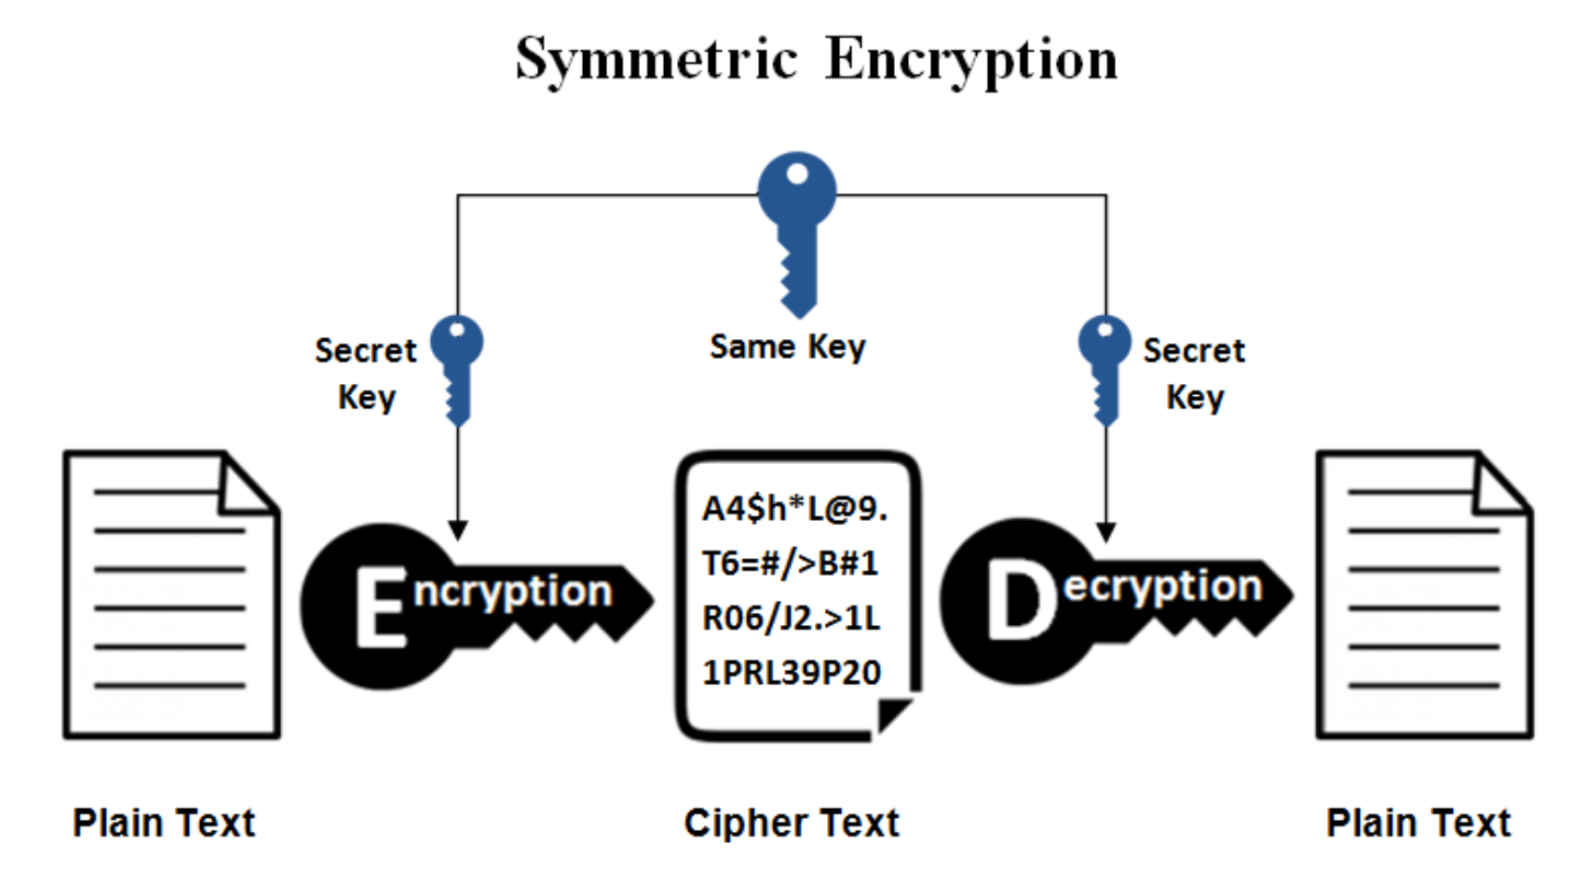 Symmetric Encryption
Same Key
Secret
Key
Secret
Key
Encryption
A4$h*L@9.
T6=#/>B#1
R06/J2.>1L
1PRL39P20
Decryption
Plain Text
Cipher Text
Plain Text